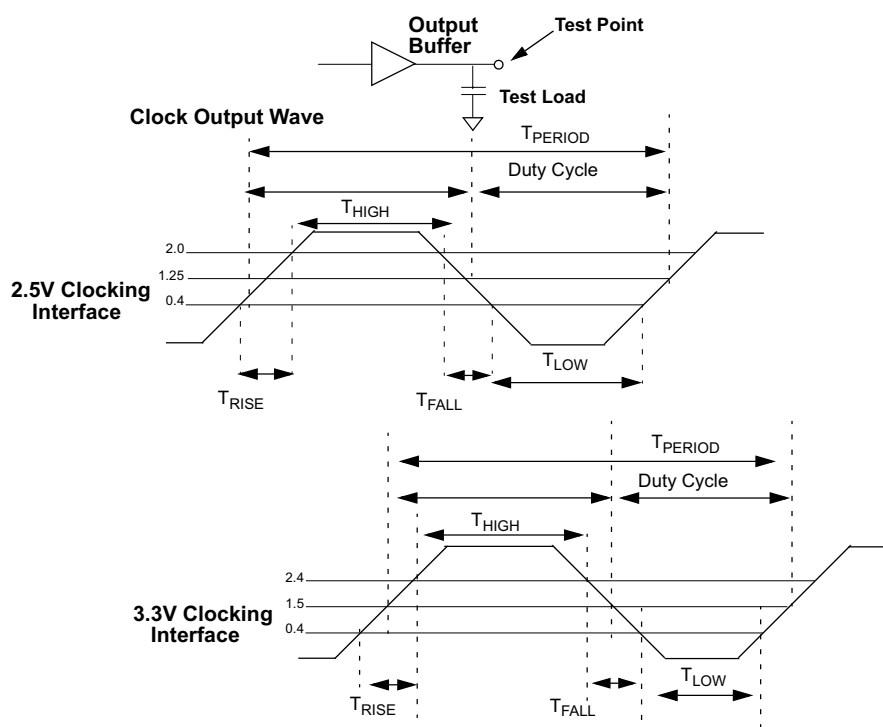 Output
Buffer
Test Point
Test Load
Clock Output Wave
TPERIOD
Duty Cycle
THIGH
2.0
1.25
0.4
2.5V Clocking
Interface
TLOW
TRISE
TFALL
TPERIOD
Duty Cycle
THIGH
2.4
1.5
0.4
3.3V Clocking
Interface
TLOW
TRISE
TFALL